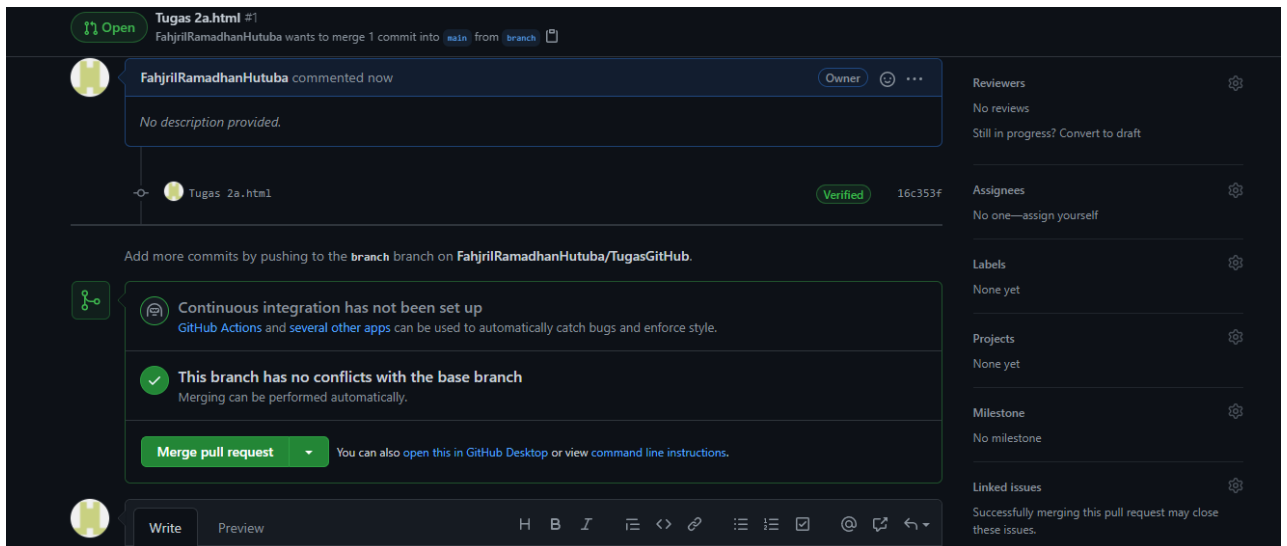 Open
Tugas 2a.html #1
FahjrilRamadhanHutuba wants to merge 1 commit into main from branch
FahjrilRamadhanHutuba commented now
Owner
No description provided.
Tugas 2a.html
Verified
16c353f
Add more commits by pushing to the branch branch on FahjrilRamadhanHutuba/TugasGitHub.
Continuous integration has not been set up
GitHub Actions and several other apps can be used to automatically catch bugs and enforce style.
This branch has no conflicts with the base branch
Merging can be performed automatically.
Merge pull request
You can also open this in GitHub Desktop or view command line instructions.
Write
Preview
Reviewers
No reviews
Still in progress? Convert to draft
Assignees
No one—assign yourself
Labels
None yet
Projects
None yet
Milestone
No milestone
Linked issues
Successfully merging this pull request may close
these issues.